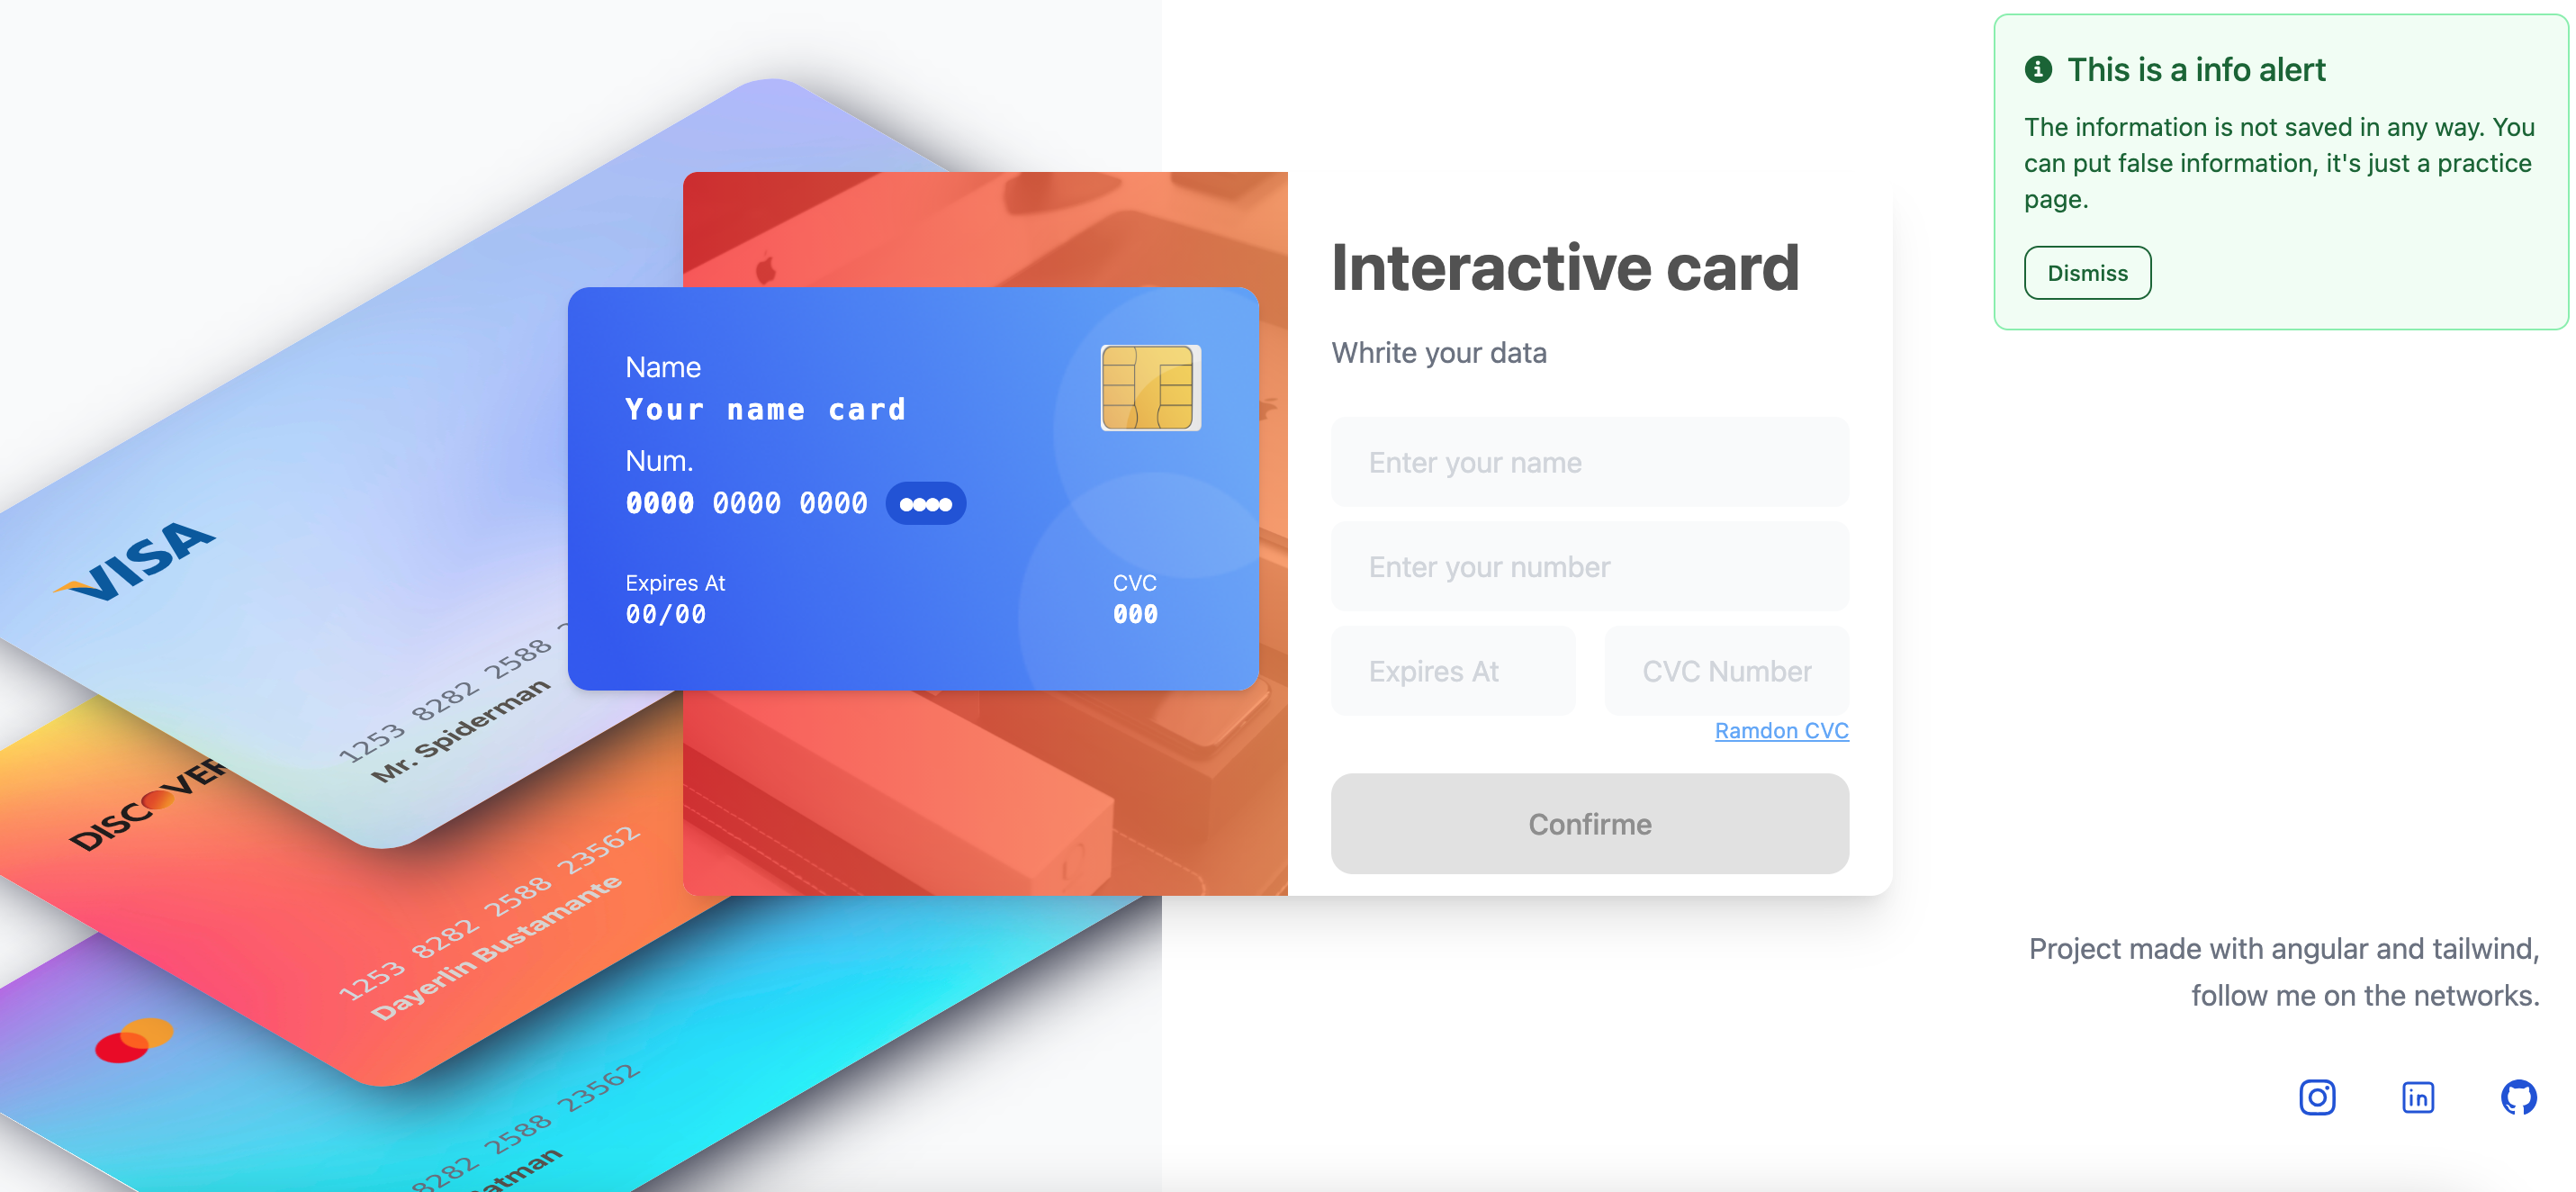 VISA
1253 8282 2588
Mr. Spiderman
DISCOVER
1253 8282 2588 23562
Dayerlin Bustamante
8282 2588 23562
Name
Your name card
Num.
0000 0000 0000 ●●●●
Expires At
00/00
CVC
000
Interactive card
Whrite your data
Enter your name
Enter your number
Expires At
CVC Number
Ramdon CVC
Confirme
This is a info alert
The information is not saved in any way. You
can put false information, it's just a practice
page.
Dismiss
Project made with angular and tailwind,
follow me on the networks.
in